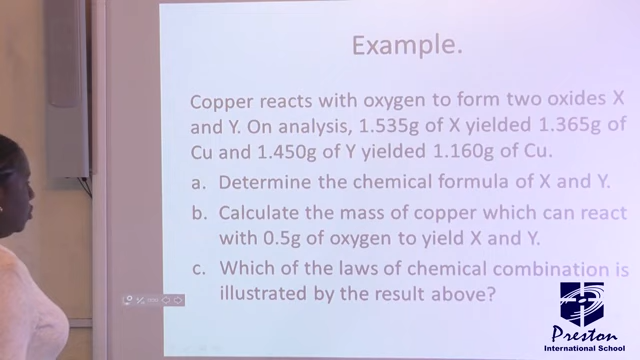 Example.
Copper reacts with oxygen to form two oxides X
and Y. On analysis, 1.535g of X yielded 1.365g of
Cu and 1.450g of Y yielded 1.160g of Cu.
a. Determine the chemical formula of X and Y.
b. Calculate the mass of copper which can react
with 0.5g of oxygen to yield X and Y.
c. Which of the laws of chemical combination is
illustrated by the result above?
Preston
International School